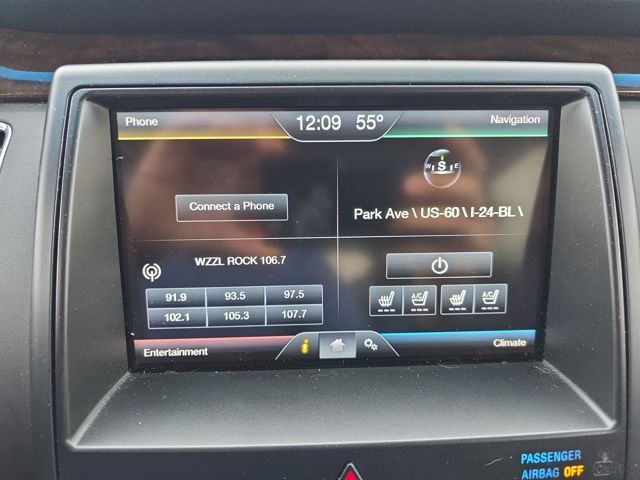 Phone
12:09 55°
Navigation
W S E
Connect a Phone
Park Ave \ US-60 \ I-24-BL \
WZZL ROCK 106.7
91.9 93.5 97.5
102.1 105.3 107.7
A/C A/C
i
Entertainment
Climate
PASSENGER
AIRBAG OFF